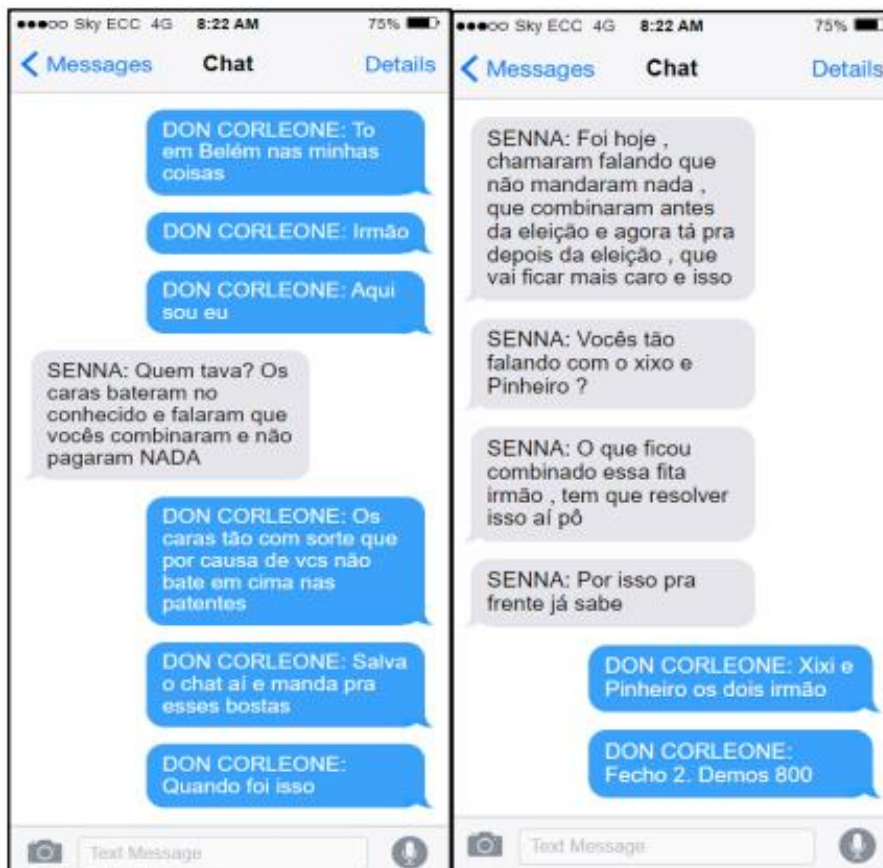 Sky ECC 4G 8:22 AM 75%
Messages Chat Details
DON CORLEONE: To
em Belém nas minhas
coisas
DON CORLEONE: Irmão
DON CORLEONE: Aqui
sou eu
SENNA: Quem tava? Os
caras bateram no
conhecido e falaram que
vocês combinaram e não
pagaram NADA
DON CORLEONE: Os
caras tão com sorte que
por causa de vcs não
bate em cima nas
patentes
DON CORLEONE: Salva
o chat aí e manda pra
esses bostas
DON CORLEONE:
Quando foi isso
Text Message
Sky ECC 4G 8:22 AM 75%
Messages Chat Details
SENNA: Foi hoje ,
chamaram falando que
não mandaram nada ,
que combinaram antes
da eleição e agora tá pra
depois da eleição , que
vai ficar mais caro e isso
SENNA: Vocês tão
falando com o xixo e
Pinheiro ?
SENNA: O que ficou
combinado essa fita
irmão , tem que resolver
isso aí pô
SENNA: Por isso pra
frente já sabe
DON CORLEONE: Xixi e
Pinheiro os dois irmão
DON CORLEONE:
Fecho 2. Demos 800
Text Message